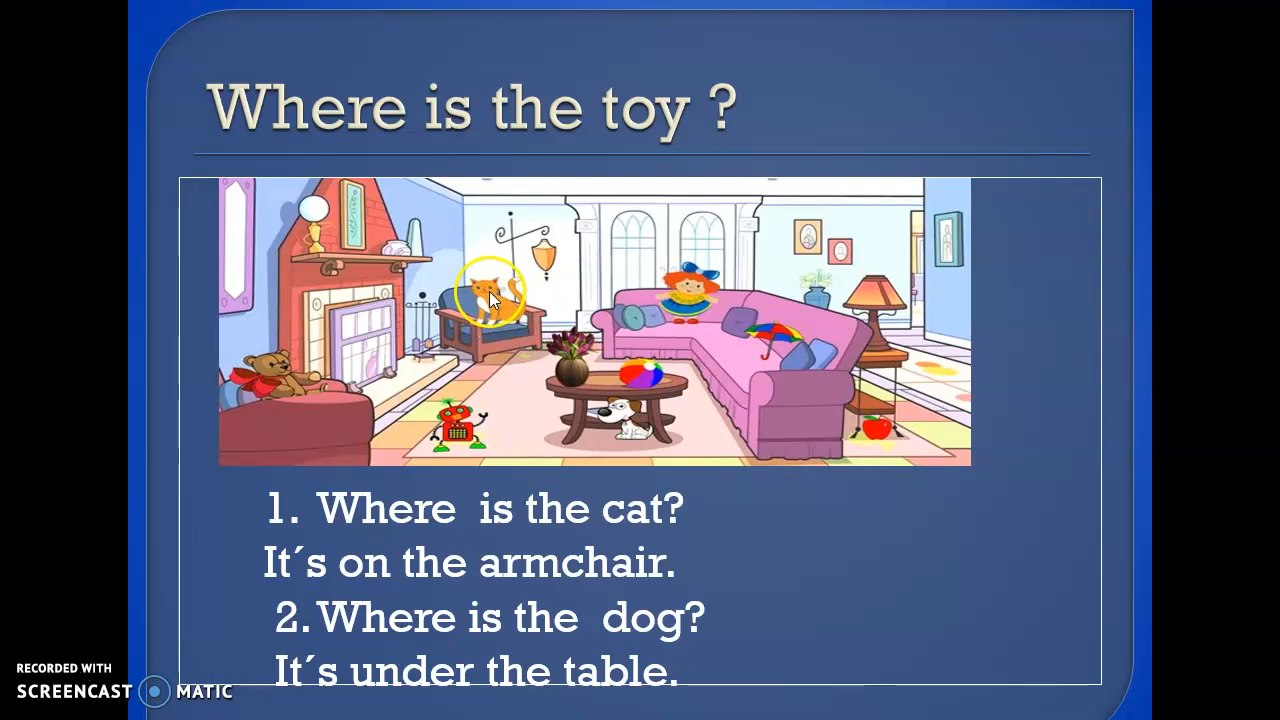 Where is the toy ?
1. Where is the cat?
It´s on the armchair.
2. Where is the dog?
It´s under the table.
RECORDED WITH
SCREENCAST MATIC